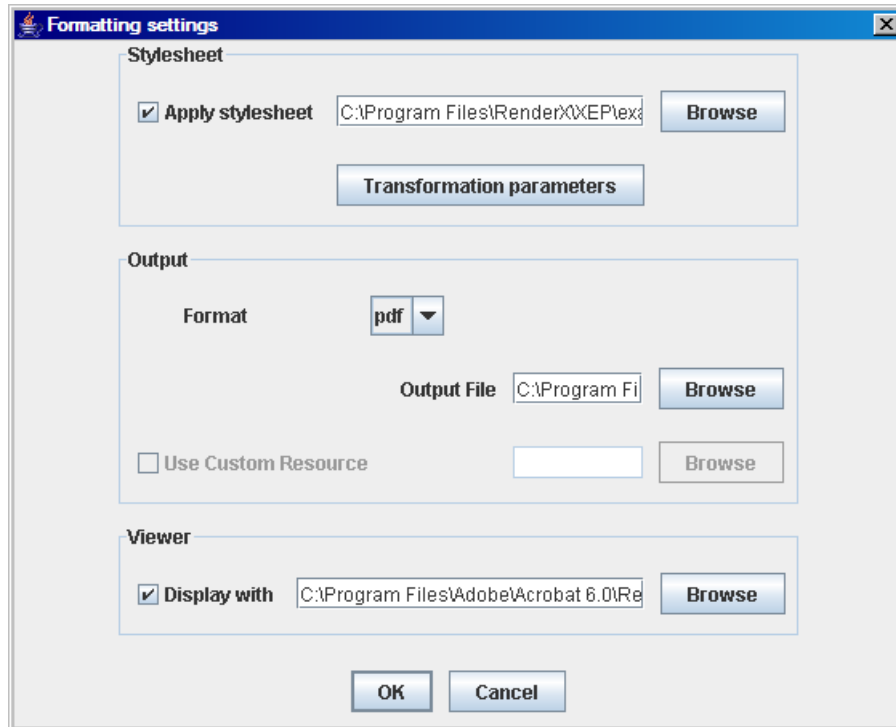 Formatting settings
Stylesheet
Apply stylesheet C:\Program Files\RenderX\XEP\exa Browse
Transformation parameters
Output
Format pdf
Output File C:\Program Fi Browse
Use Custom Resource Browse
Viewer
Display with C:\Program Files\Adobe\Acrobat 6.0\Re Browse
OK Cancel